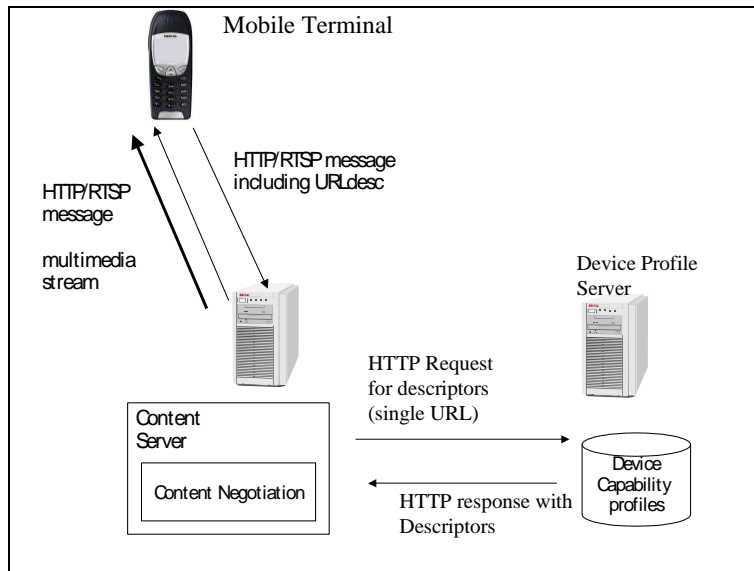 Mobile Terminal
HTTP/RTSP message
including URLdesc
HTTP/RTSP
message
multimedia
stream
Device Profile
Server
HTTP Request
for descriptors
(single URL)
Content
Server
Content Negotiation
Device
Capability
profiles
HTTP response with
Descriptors